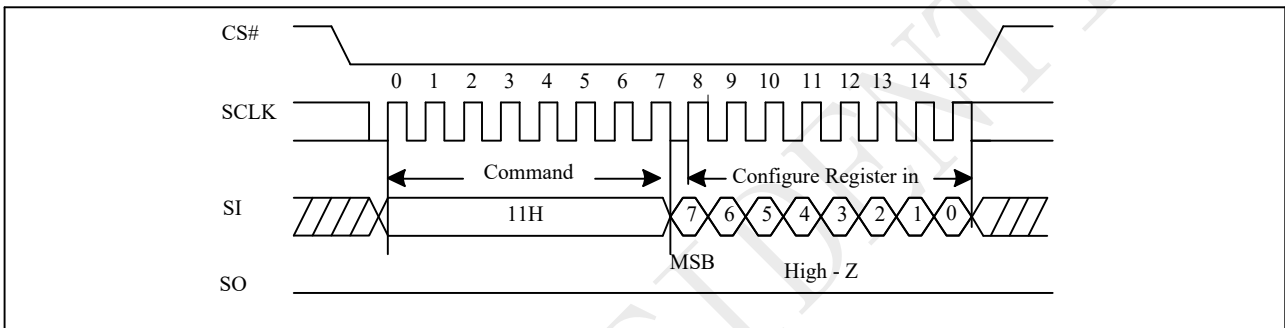 CS#
0 1 2 3 4 5 6 7 8 9 10 11 12 13 14 15
SCLK
Command Configure Register in
SI 11H 7 6 5 4 3 2 1 0
MSB High - Z
SO